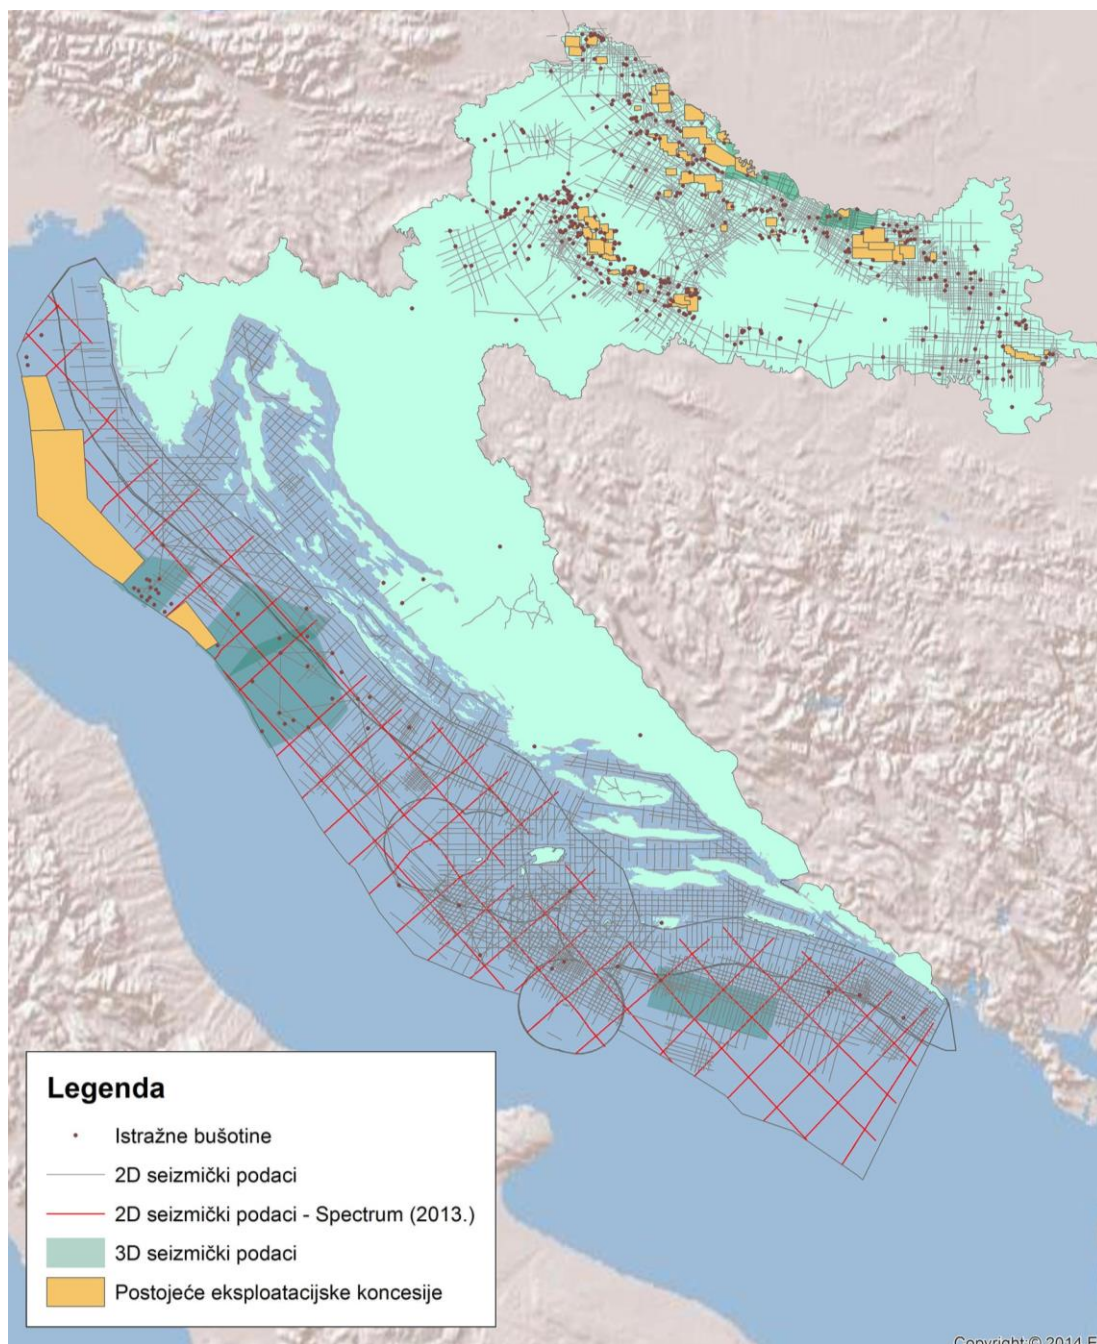 Legenda
Istražne bušotine
2D seizmički podaci
2D seizmički podaci - Spectrum (2013.)
3D seizmički podaci
Postojeće eksploatacijske koncesije
Copyright © 2014 E